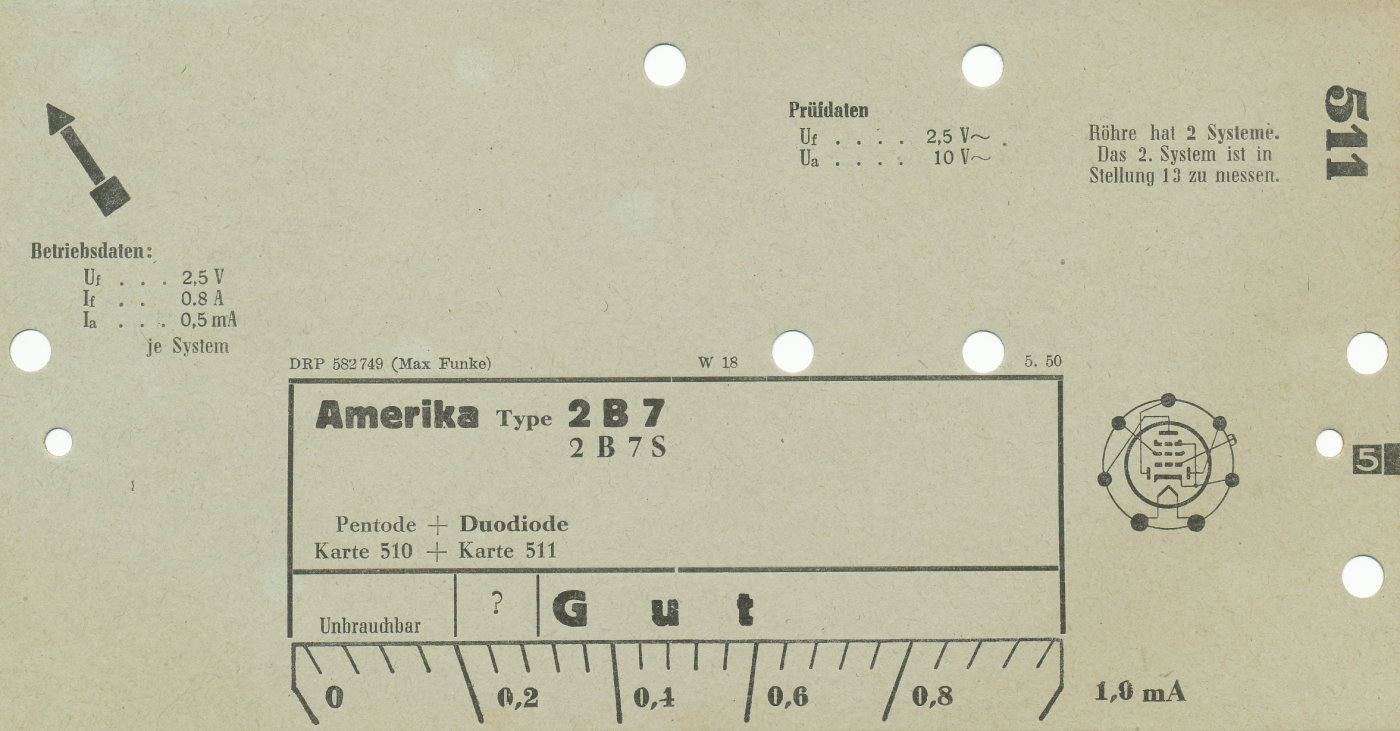 511
Prüfdaten
Uf . . . . 2,5 V~
Ua . . . . 10 V~
Röhre hat 2 Systeme.
Das 2. System ist in
Stellung 13 zu messen.
Betriebsdaten:
Uf . . . 2,5 V
If . . 0.8 A
Ia . . . 0,5 mA
je System
DRP 582749 (Max Funke) W 18 5. 50
Amerika Type 2 B 7
2 B 7 S
Pentode + Duodiode
Karte 510 + Karte 511
5
Unbrauchbar ? Gut
0 0,2 0,4 0,6 0,8 1,0 mA